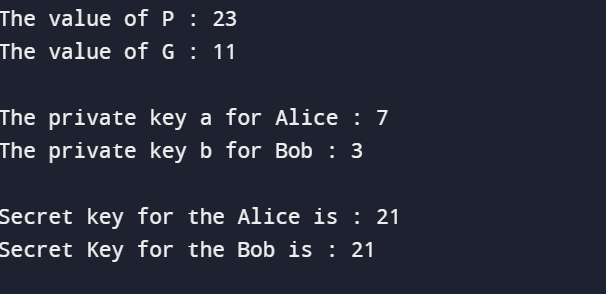 The value of P : 23
The value of G : 11
The private key a for Alice : 7
The private key b for Bob : 3
Secret key for the Alice is : 21
Secret Key for the Bob is : 21